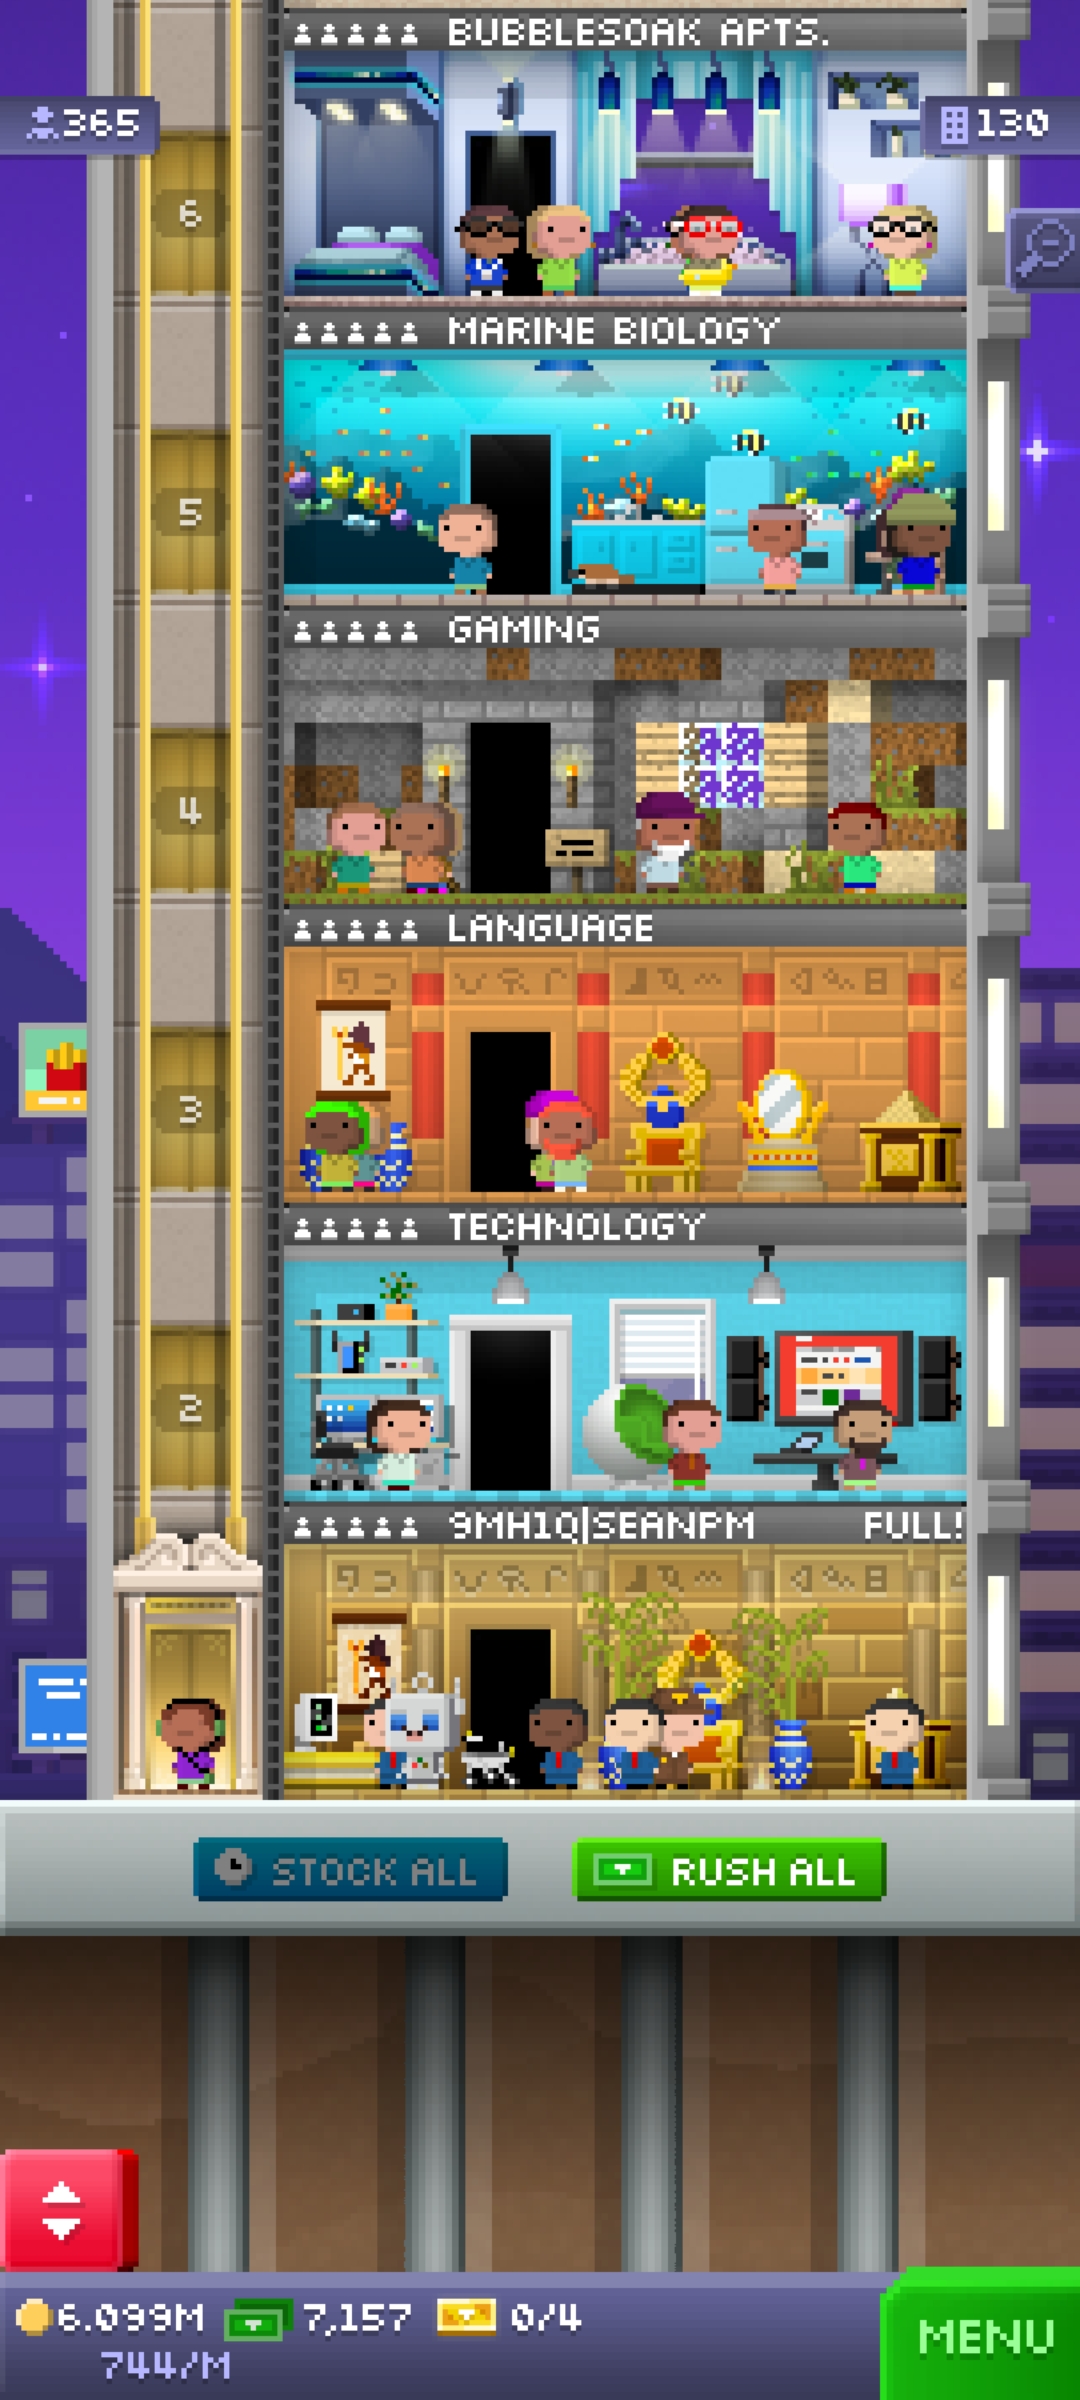 BUBBLESOAK APTS.
365
130
6
MARINE BIOLOGY
5
GAMING
4
LANGUAGE
3
TECHNOLOGY
2
9MH1Q|SEANPM FULL!
STOCK ALL
RUSH ALL
6.099M 7,157 0/4
744/M
MENU